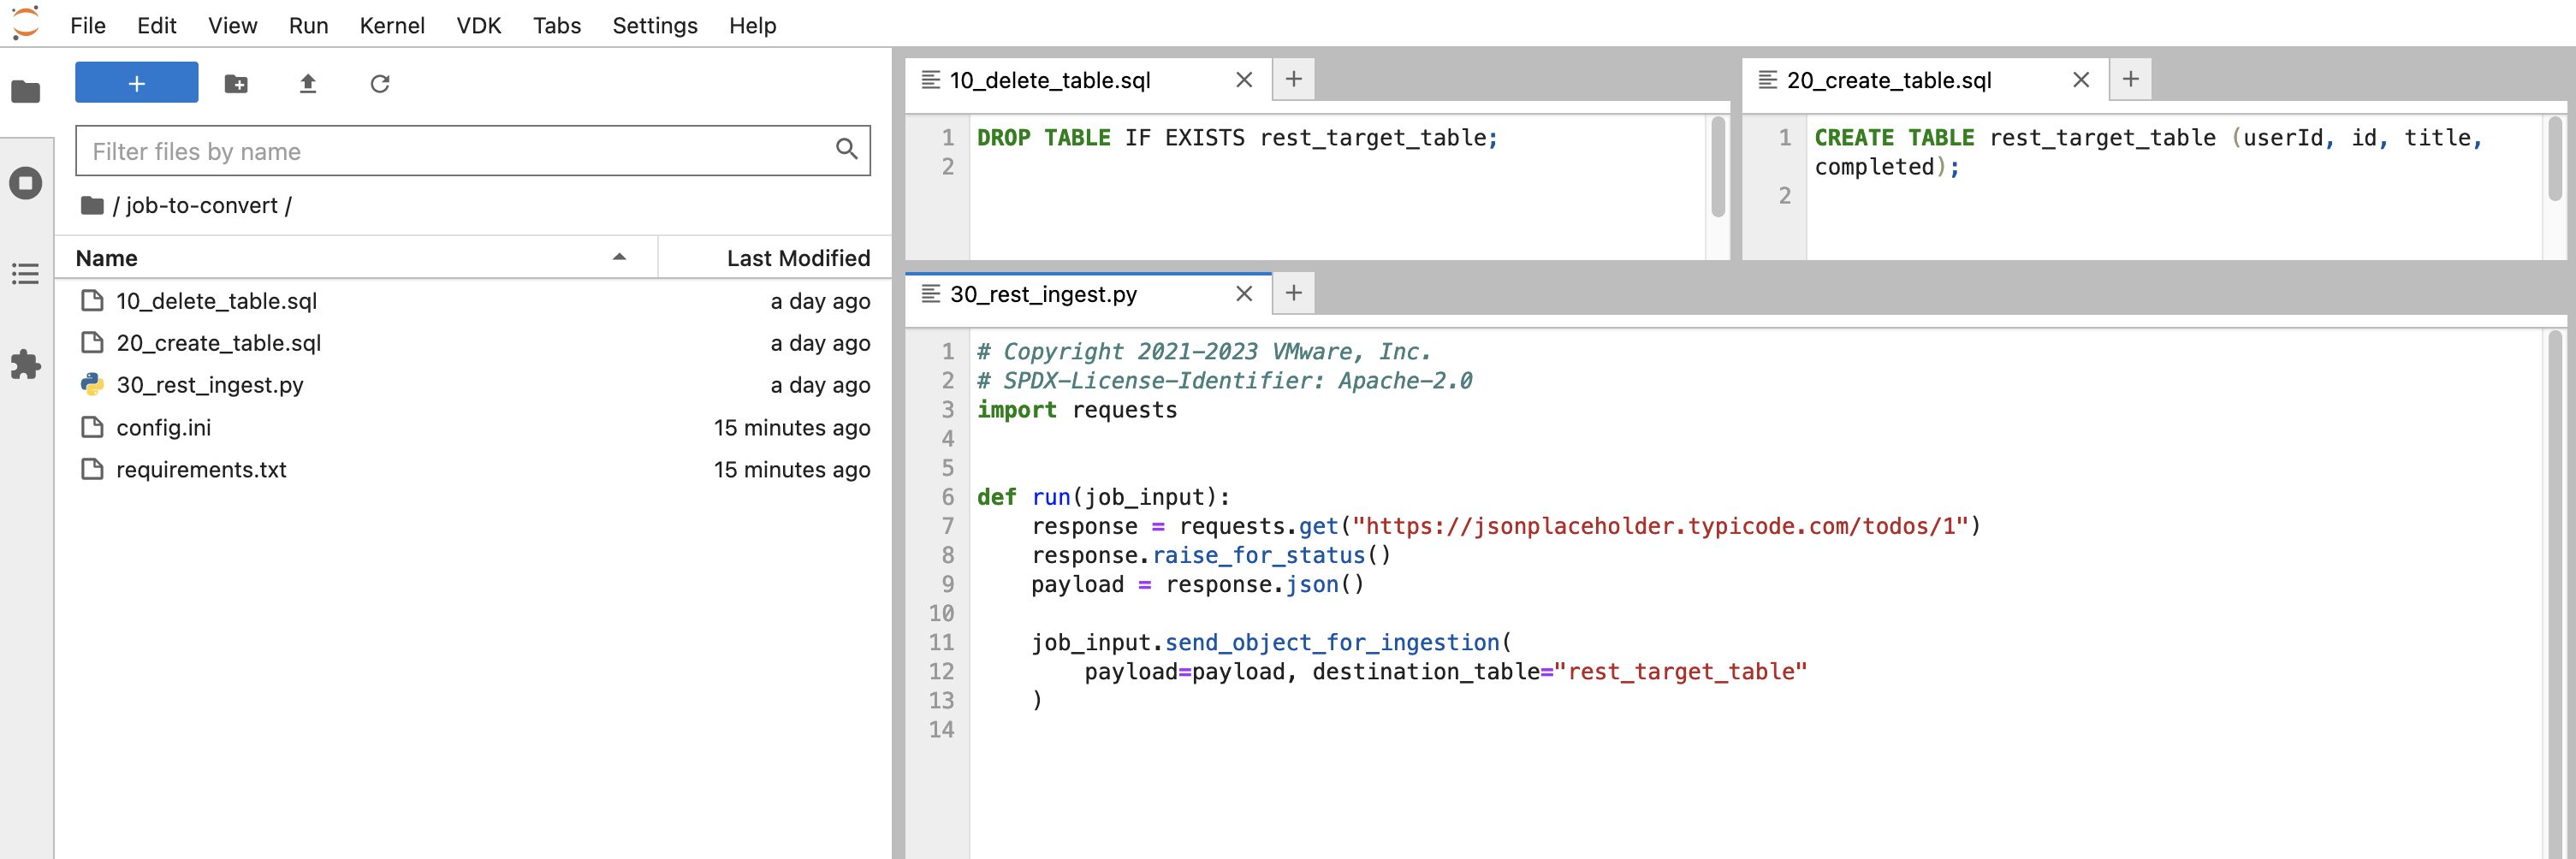 File Edit View Run Kernel VDK Tabs Settings Help
Filter files by name
/ job-to-convert /
Name Last Modified
10_delete_table.sql a day ago
20_create_table.sql a day ago
30_rest_ingest.py a day ago
config.ini 15 minutes ago
requirements.txt 15 minutes ago
10_delete_table.sql
1 DROP TABLE IF EXISTS rest_target_table;
2
20_create_table.sql
1 CREATE TABLE rest_target_table (userId, id, title,
completed);
2
30_rest_ingest.py
1 # Copyright 2021-2023 VMware, Inc.
2 # SPDX-License-Identifier: Apache-2.0
3 import requests
4
5
6 def run(job_input):
7     response = requests.get("https://jsonplaceholder.typicode.com/todos/1")
8     response.raise_for_status()
9     payload = response.json()
10
11     job_input.send_object_for_ingestion(
12         payload=payload, destination_table="rest_target_table"
13     )
14